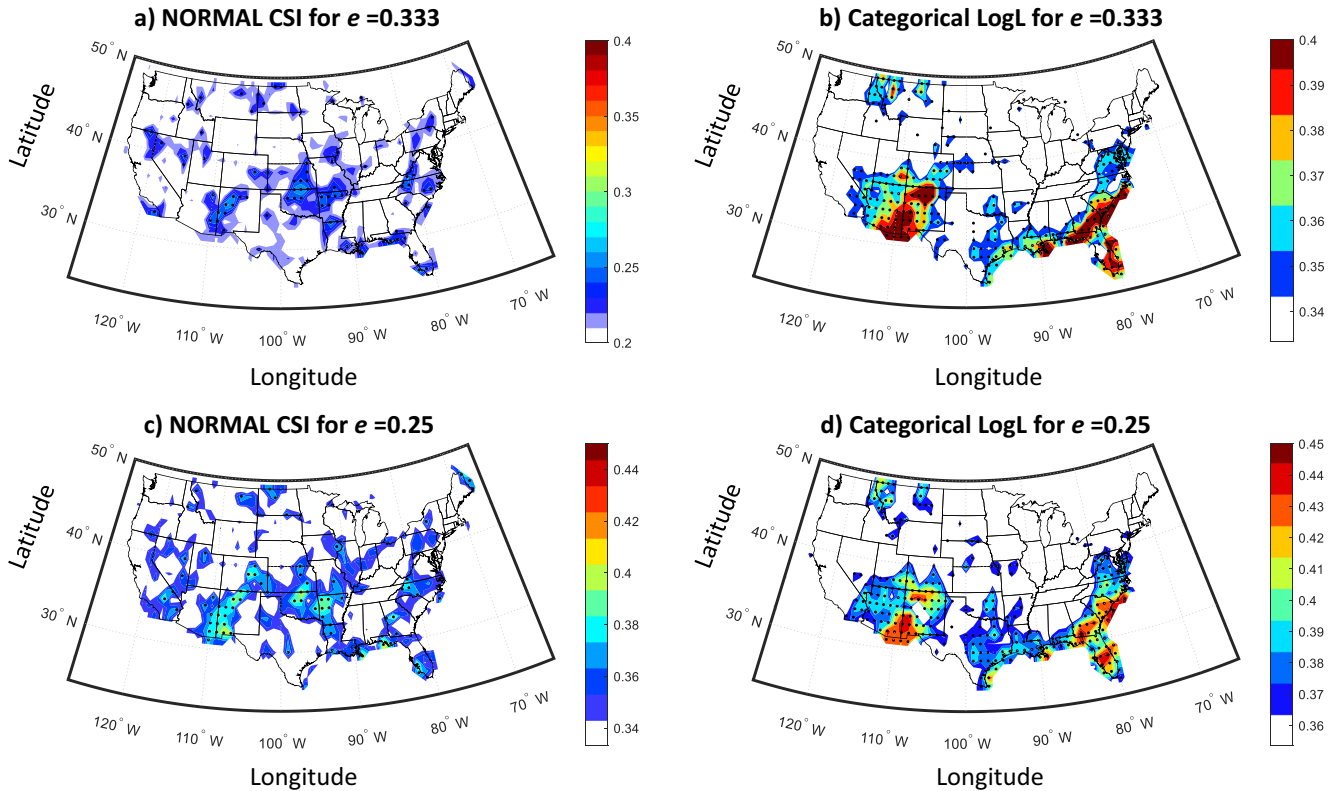 a) NORMAL CSI for e =0.333
b) Categorical LogL for e =0.333
50° N
40° N
30° N
Latitude
120° W
110° W
100° W
90° W
80° W
70° W
Longitude
0.4
0.35
0.3
0.25
0.2
50° N
40° N
30° N
Latitude
120° W
110° W
100° W
90° W
80° W
70° W
Longitude
0.4
0.39
0.38
0.37
0.36
0.35
0.34
c) NORMAL CSI for e =0.25
d) Categorical LogL for e =0.25
50° N
40° N
30° N
Latitude
120° W
110° W
100° W
90° W
80° W
70° W
Longitude
0.44
0.42
0.4
0.38
0.36
0.34
50° N
40° N
30° N
Latitude
120° W
110° W
100° W
90° W
80° W
70° W
Longitude
0.45
0.44
0.43
0.42
0.41
0.4
0.39
0.38
0.37
0.36